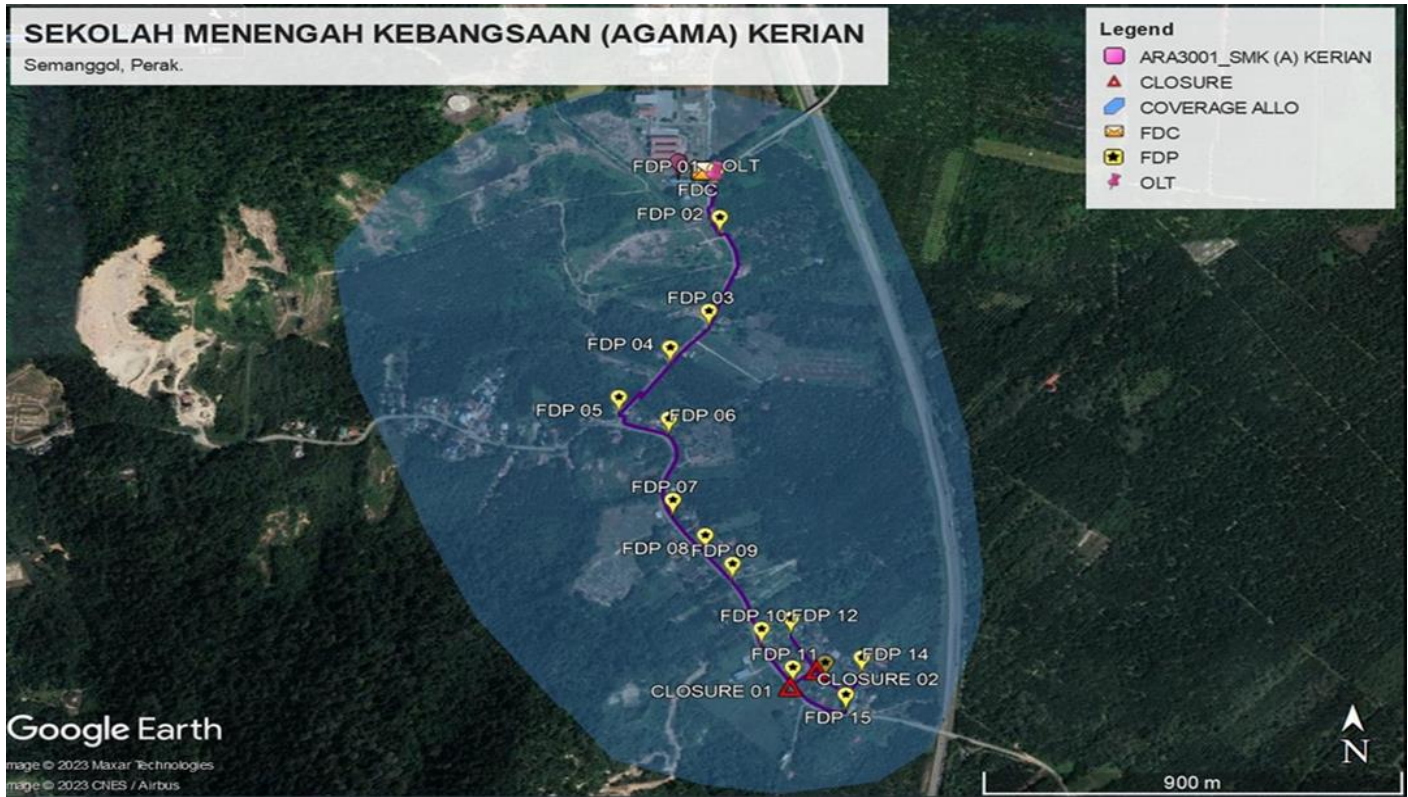 SEKOLAH MENENGAH KEBANGSAAN (AGAMA) KERIAN
Semanggol, Perak.
Legend
ARA3001_SMK (A) KERIAN
CLOSURE
COVERAGE ALLO
FDC
FDP
OLT
FDP 01
OLT
FDC
FDP 02
FDP 03
FDP 04
FDP 05
FDP 06
FDP 07
FDP 08
FDP 09
FDP 10
FDP 12
FDP 11
FDP 14
CLOSURE 02
CLOSURE 01
FDP 15
Google Earth
mage © 2023 Maxar Technologies
mage © 2023 CNES / Airbus
900 m
N